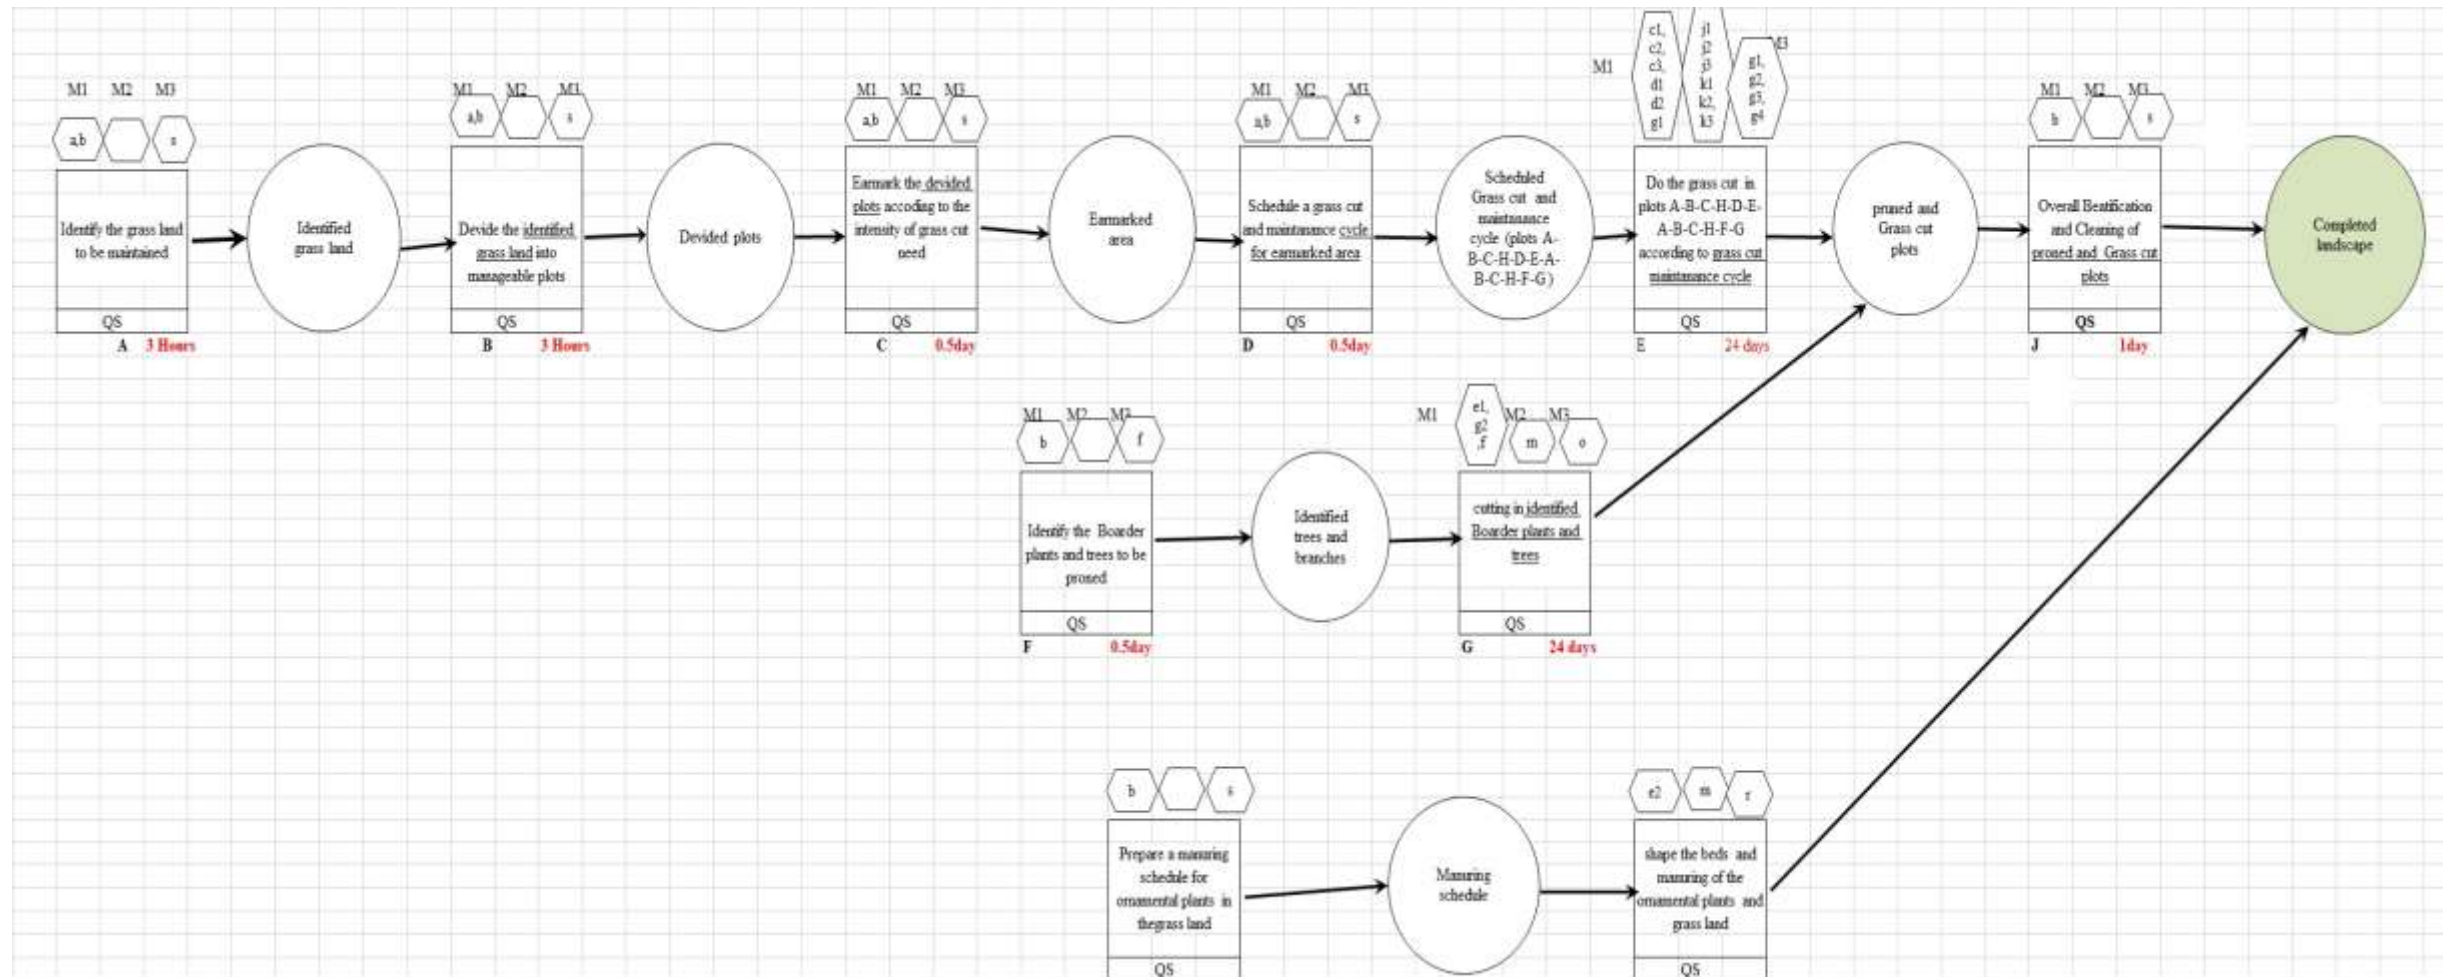 M1 M2 M3
a,b
s
Identify the grass land
to be maintained
QS
A 3 Hours
Identified
grass land
M1 M2 M3
a,b
s
Devide the identified
grass land into
manageable plots
QS
B 3 Hours
Devided plots
M1 M2 M3
a,b
s
Earmark the devided
plots accoding to the
intensity of grass cut
need
QS
C 0.5day
Earmarked
area
M1 M2 M3
a,b
s
Schedule a grass cut
and maintanance cycle
for earmarked area
QS
D 0.5day
Scheduled
Grass cut and
maintanance
cycle (plots A-
B-C-H-D-E-A-
B-C-H-F-G)
M1
c1,
c2,
c3,
d1
d2
g1
j1
j2
j3
k1
k2,
k3
M3
g1,
g2,
g3,
g4
Do the grass cut in
plots A-B-C-H-D-E-
A-B-C-H-F-G
according to grass cut
maintanance cycle
QS
E 24 days
pruned and
Grass cut
plots
M1 M2 M3
b
s
Overall Beatification
and Cleaning of
proned and Grass cut
plots
QS
J 1day
Completed
landscape
M1 M2 M3
b
f
Identify the Boarder
plants and trees to be
proned
QS
F 0.5day
Identified
trees and
branches
M1
e1,
g2
,f
M2 M3
m
o
cutting in identified
Boarder plants and
trees
QS
G 24 days
b
s
Prepare a manuring
schedule for
ornamental plants in
thegrass land
QS
Manuring
schedule
e2
m
r
shape the beds and
manuring of the
ornamental plants and
grass land
QS